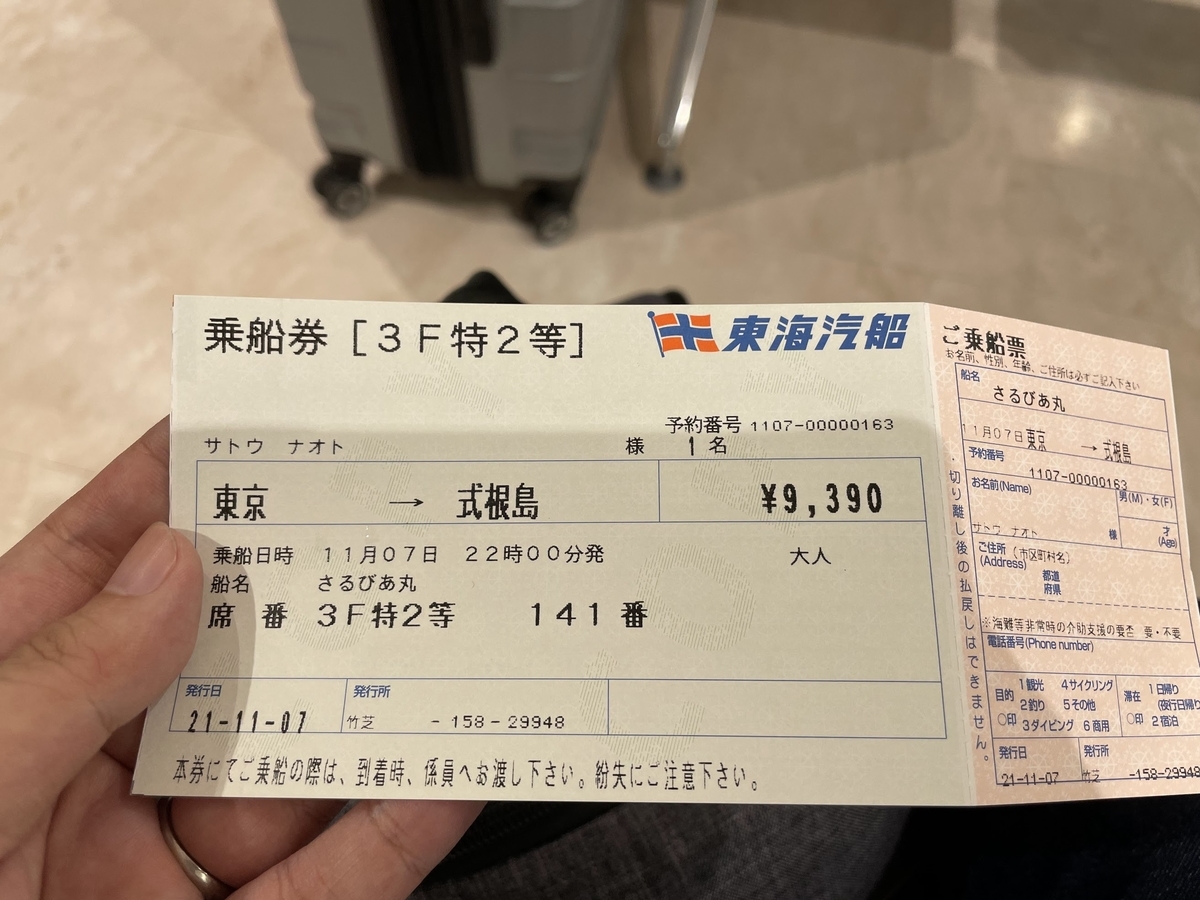 乗船券 [3F特2等]
東海汽船
予約番号 1107-00000163
サトウ ナオト 様 1名
東京 → 式根島 ¥9,390
乗船日時 11月07日 22時00分発 大人
船名 さるびあ丸
席番 3F特2等 141番
発行日 発行所
21-11-07 竹芝 -158-29948
本券にてご乗船の際は、到着時、係員へお渡し下さい。紛失にご注意下さい。
切り離し後の払戻しはできません。
ご乗船票
お名前、性別、年齢、ご住所は必ずご記入下さい
船名
さるびあ丸
11月07日 東京 → 式根島
予約番号
1107-00000163
お名前(Name) 男(M)・女(F)
サトウ ナオト 様 才(Age)
ご住所(市区町村名)
(Address)
都道
府県
※海難等非常時の介助支援の要否 要・不要
電話番号(Phone number)
目的 1観光 4サイクリング 滞在 1日帰り
2釣り 5その他 (夜行日帰り
○印 3ダイビング 6商用 ○印 2宿泊
発行日 発行所
21-11-07 竹芝 -158-29948